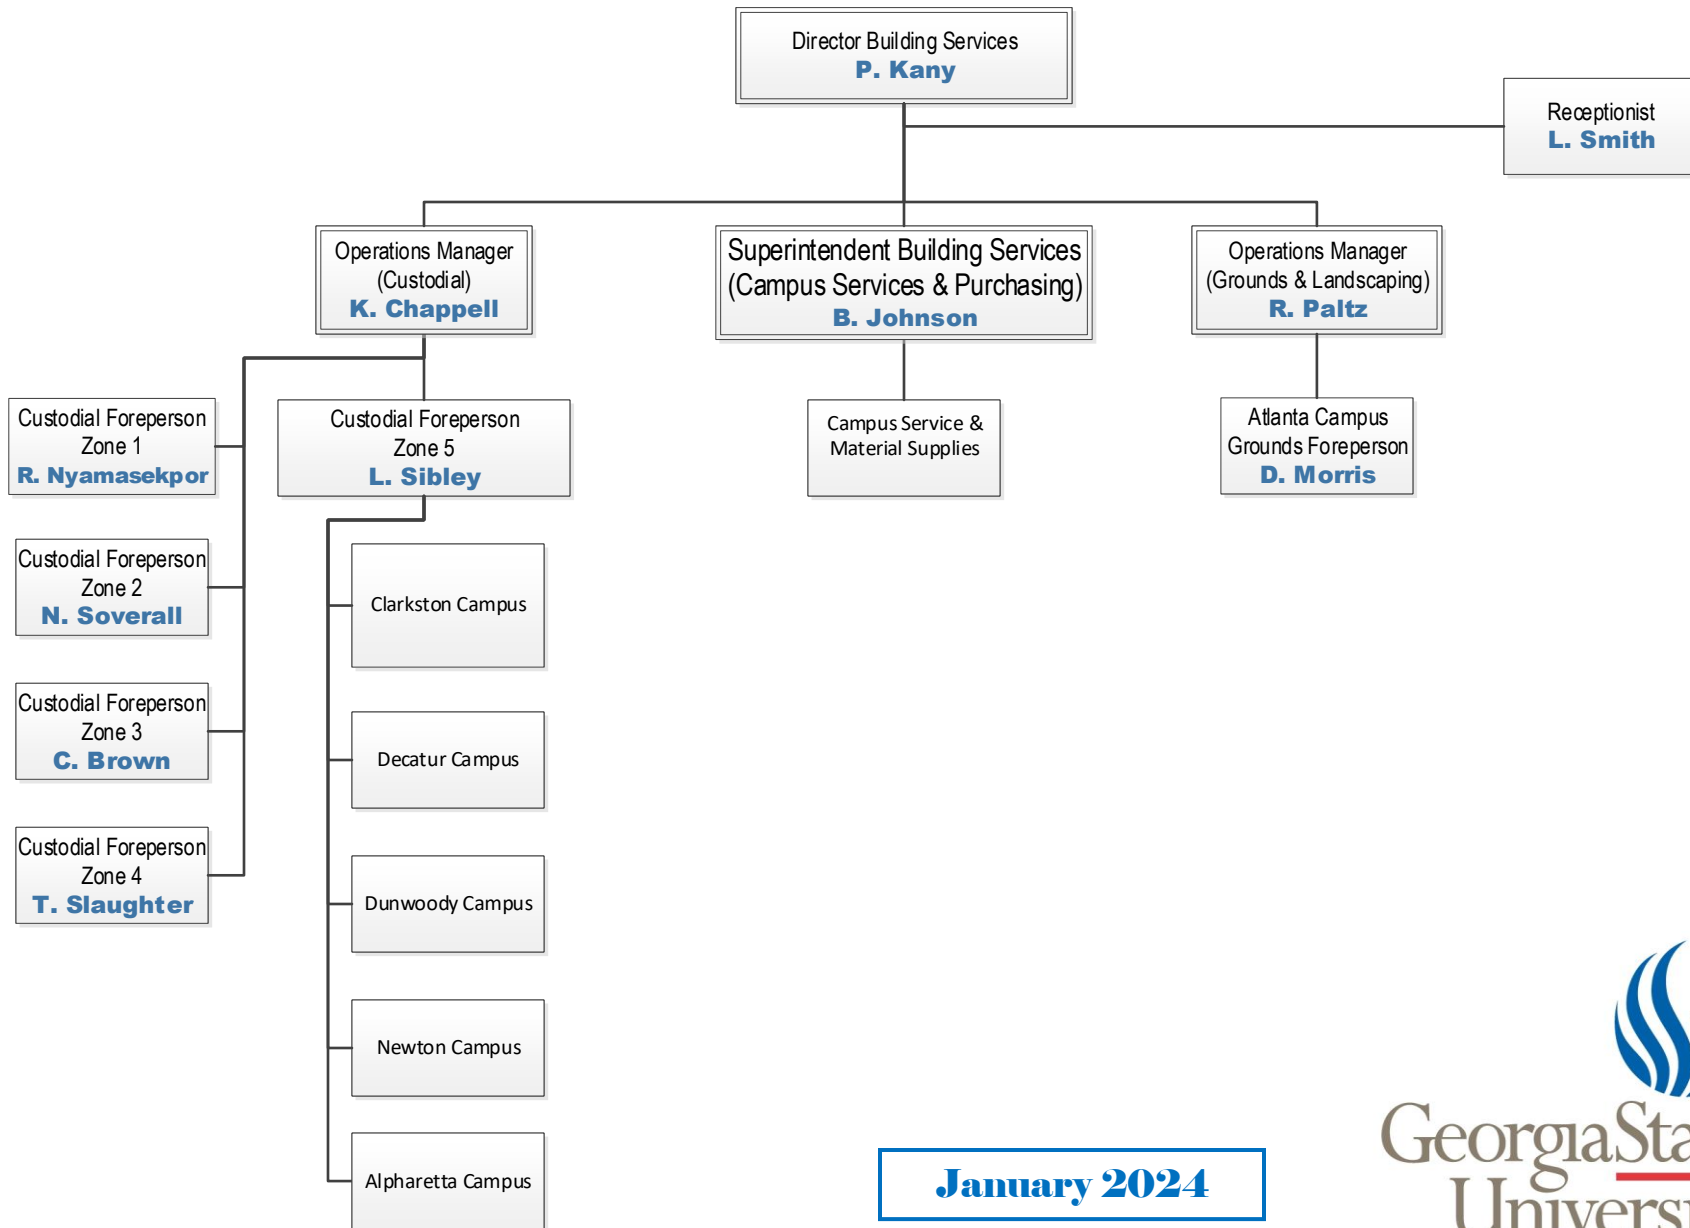 Director Building Services
P. Kany
Receptionist
L. Smith
Operations Manager
(Custodial)
K. Chappell
Superintendent Building Services
(Campus Services & Purchasing)
B. Johnson
Operations Manager
(Grounds & Landscaping)
R. Paltz
Custodial Foreperson
Zone 1
R. Nyamasekpor
Custodial Foreperson
Zone 5
L. Sibley
Campus Service &
Material Supplies
Atlanta Campus
Grounds Foreperson
D. Morris
Custodial Foreperson
Zone 2
N. Soverall
Custodial Foreperson
Zone 3
C. Brown
Custodial Foreperson
Zone 4
T. Slaughter
Clarkston Campus
Decatur Campus
Dunwoody Campus
Newton Campus
Alpharetta Campus
January 2024
GeorgiaSta
Universi